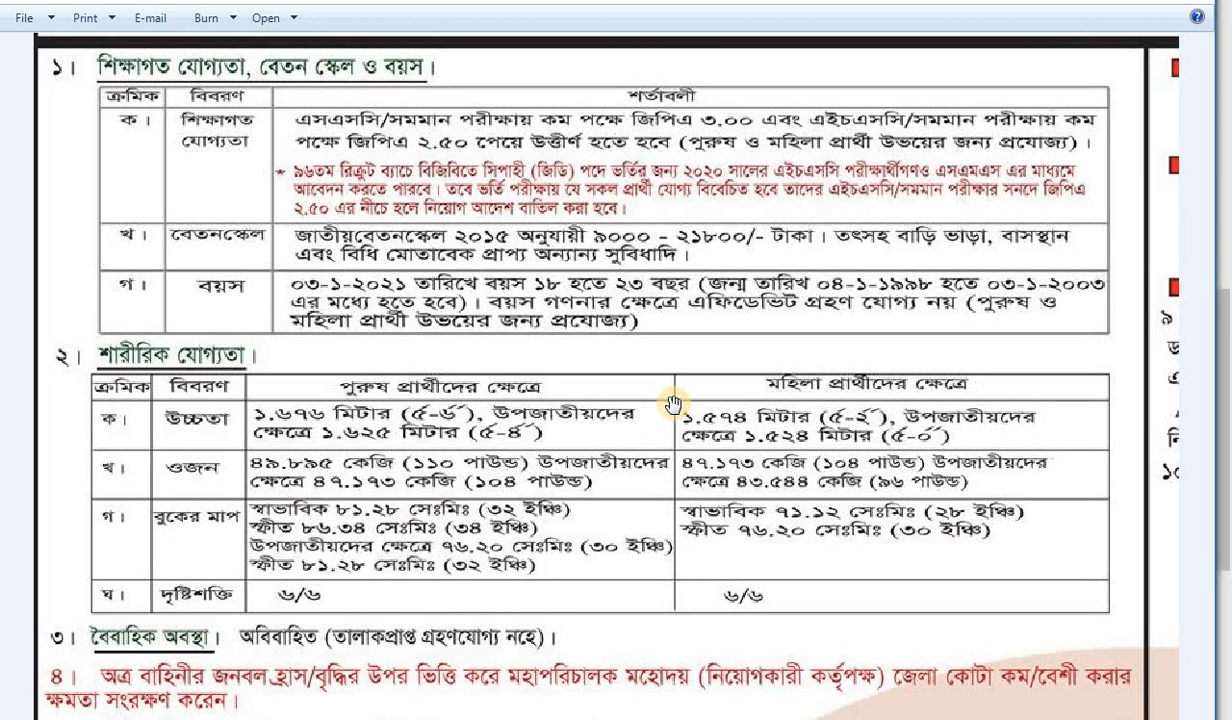 File Print E-mail Burn Open
১। শিক্ষাগত যোগ্যতা, বেতন স্কেল ও বয়স।
ক্রমিক বিবরণ শর্তাবলী
ক। শিক্ষাগত যোগ্যতা এসএসসি/সমমান পরীক্ষায় কম পক্ষে জিপিএ ৩.০০ এবং এইচএসসি/সমমান পরীক্ষায় কম
পক্ষে জিপিএ ২.৫০ পেয়ে উত্তীর্ণ হতে হবে (পুরুষ ও মহিলা প্রার্থী উভয়ের জন্য প্রযোজ্য)।
* ৯৬তম রিক্রুট ব্যাচে বিজিবিতে সিপাহী (জিডি) পদে ভর্তির জন্য ২০২০ সালের এইচএসসি পরীক্ষার্থীগণও এসএমএস এর মাধ্যমে
আবেদন করতে পারবে। তবে ভর্তি পরীক্ষায় যে সকল প্রার্থী যোগ্য বিবেচিত হবে তাদের এইচএসসি/সমমান পরীক্ষার সনদে জিপিএ
২.৫০ এর নীচে হলে নিয়োগ আদেশ বাতিল করা হবে।
খ। বেতনস্কেল জাতীয়বেতনস্কেল ২০১৫ অনুযায়ী ৯০০০ - ২১৮০০/- টাকা। তৎসহ বাড়ি ভাড়া, বাসস্থান
এবং বিধি মোতাবেক প্রাপ্য অন্যান্য সুবিধাদি।
গ। বয়স ০৩-১-২০২১ তারিখে বয়স ১৮ হতে ২৩ বছর (জন্ম তারিখ ০৪-১-১৯৯৮ হতে ০৩-১-২০০৩
এর মধ্যে হতে হবে)। বয়স গণনার ক্ষেত্রে এফিডেভিট গ্রহণ যোগ্য নয় (পুরুষ ও
মহিলা প্রার্থী উভয়ের জন্য প্রযোজ্য)
২। শারীরিক যোগ্যতা।
ক্রমিক বিবরণ পুরুষ প্রার্থীদের ক্ষেত্রে মহিলা প্রার্থীদের ক্ষেত্রে
ক। উচ্চতা ১.৬৭৬ মিটার (৫′-৬″), উপজাতীয়দের ১.৫৭৪ মিটার (৫′-২″), উপজাতীয়দের
ক্ষেত্রে ১.৬২৫ মিটার (৫′-৪″) ক্ষেত্রে ১.৫২৪ মিটার (৫′-০″)
খ। ওজন ৪৯.৮৯৫ কেজি (১১০ পাউন্ড) উপজাতীয়দের ৪৭.১৭৩ কেজি (১০৪ পাউন্ড) উপজাতীয়দের
ক্ষেত্রে ৪৭.১৭৩ কেজি (১০৪ পাউন্ড) ক্ষেত্রে ৪৩.৫৪৪ কেজি (৯৬ পাউন্ড)
গ। বুকের মাপ স্বাভাবিক ৮১.২৮ সেঃমিঃ (৩২ ইঞ্চি) স্বাভাবিক ৭১.১২ সেঃমিঃ (২৮ ইঞ্চি)
স্ফীত ৮৬.৩৪ সেঃমিঃ (৩৪ ইঞ্চি) স্ফীত ৭৬.২০ সেঃমিঃ (৩০ ইঞ্চি)
উপজাতীয়দের ক্ষেত্রে ৭৬.২০ সেঃমিঃ (৩০ ইঞ্চি)
স্ফীত ৮১.২৮ সেঃমিঃ (৩২ ইঞ্চি)
ঘ। দৃষ্টিশক্তি ৬/৬ ৬/৬
৩। বৈবাহিক অবস্থা। অবিবাহিত (তালাকপ্রাপ্ত গ্রহণযোগ্য নহে)।
৪। অত্র বাহিনীর জনবল হ্রাস/বৃদ্ধির উপর ভিত্তি করে মহাপরিচালক মহোদয় (নিয়োগকারী কর্তৃপক্ষ) জেলা কোটা কম/বেশী করার
ক্ষমতা সংরক্ষণ করেন।